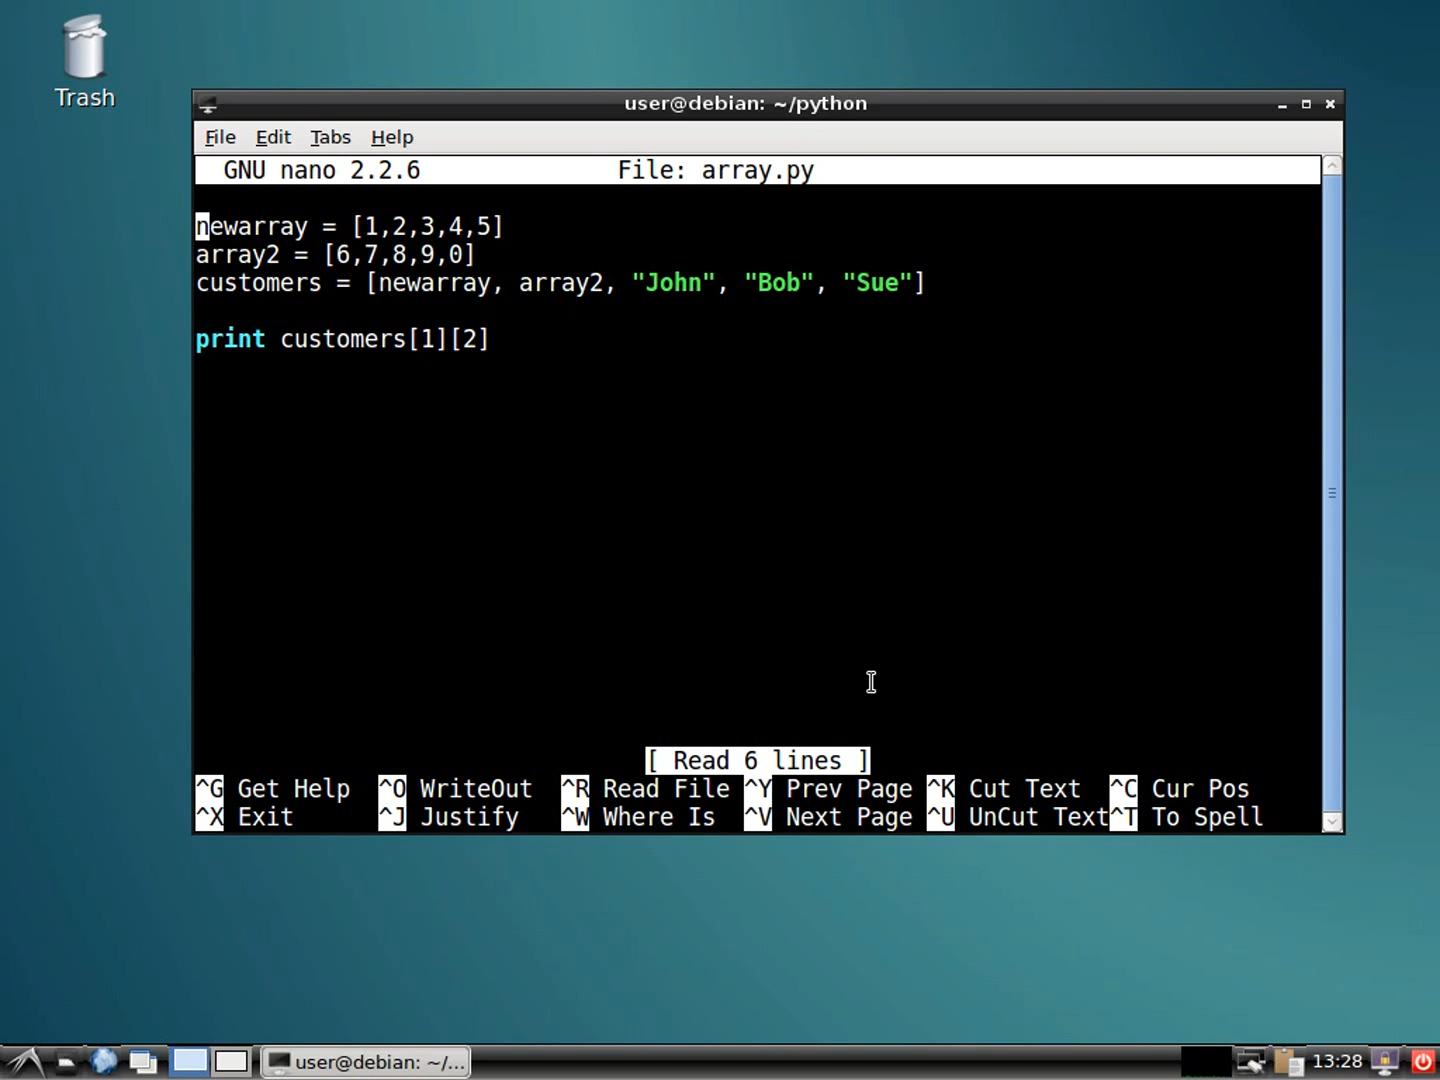 Trash
user@debian: ~/python
File Edit Tabs Help
GNU nano 2.2.6 File: array.py
newarray = [1,2,3,4,5]
array2 = [6,7,8,9,0]
customers = [newarray, array2, "John", "Bob", "Sue"]
print customers[1][2]
[ Read 6 lines ]
^G Get Help ^O WriteOut ^R Read File ^Y Prev Page ^K Cut Text ^C Cur Pos
^X Exit ^J Justify ^W Where Is ^V Next Page ^U UnCut Text ^T To Spell
user@debian: ~/... 13:28